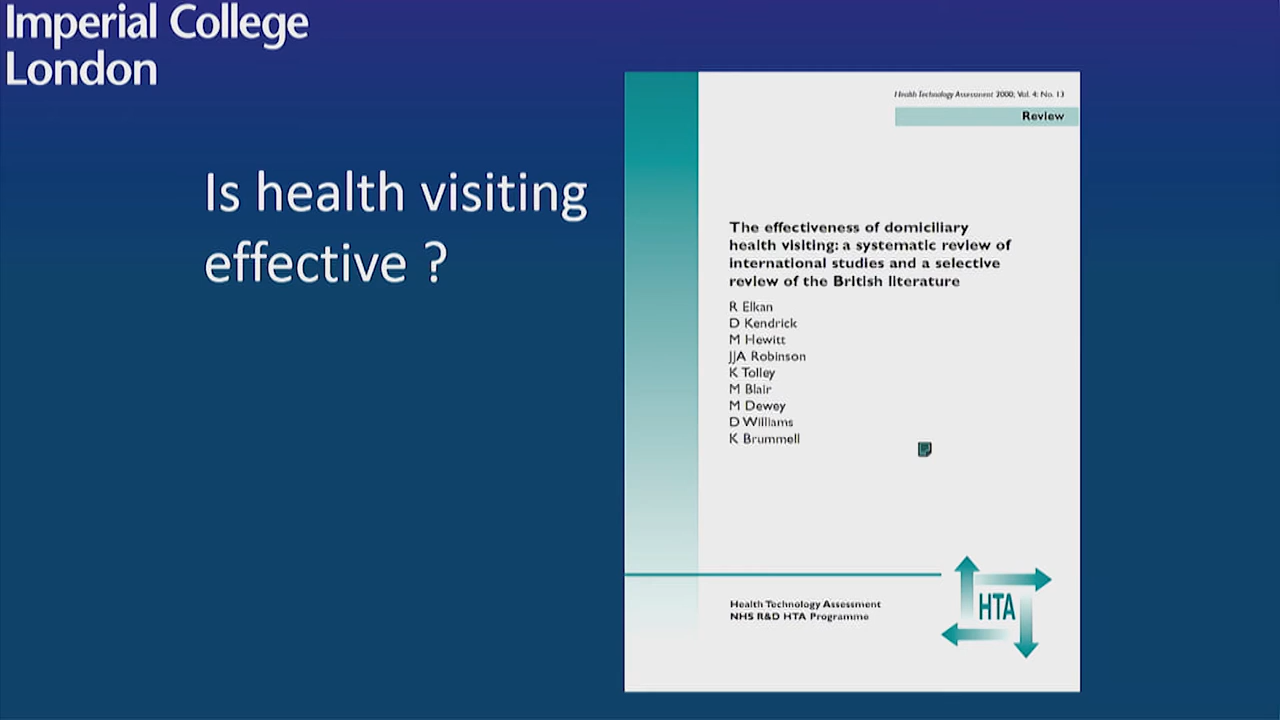 Imperial College
London
Is health visiting
effective ?
Health Technology Assessment 2000; Vol. 4: No. 13
Review
The effectiveness of domiciliary
health visiting: a systematic review of
international studies and a selective
review of the British literature
R Elkan
D Kendrick
M Hewitt
JJA Robinson
K Tolley
M Blair
M Dewey
D Williams
K Brummell
Health Technology Assessment
NHS R&D HTA Programme
HTA